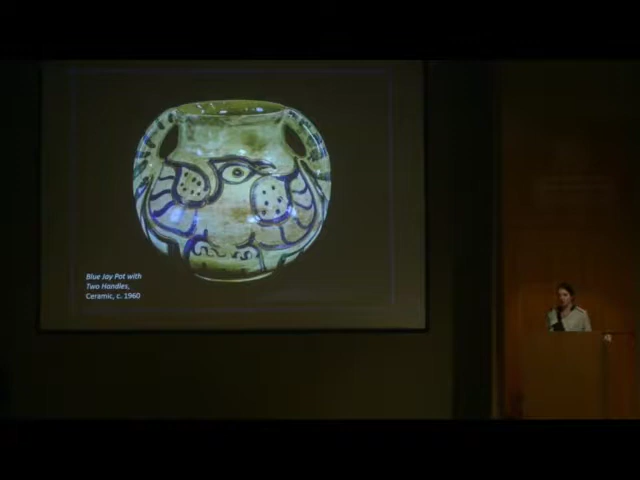 Blue Jay Pot with
Two Handles,
Ceramic, c. 1960